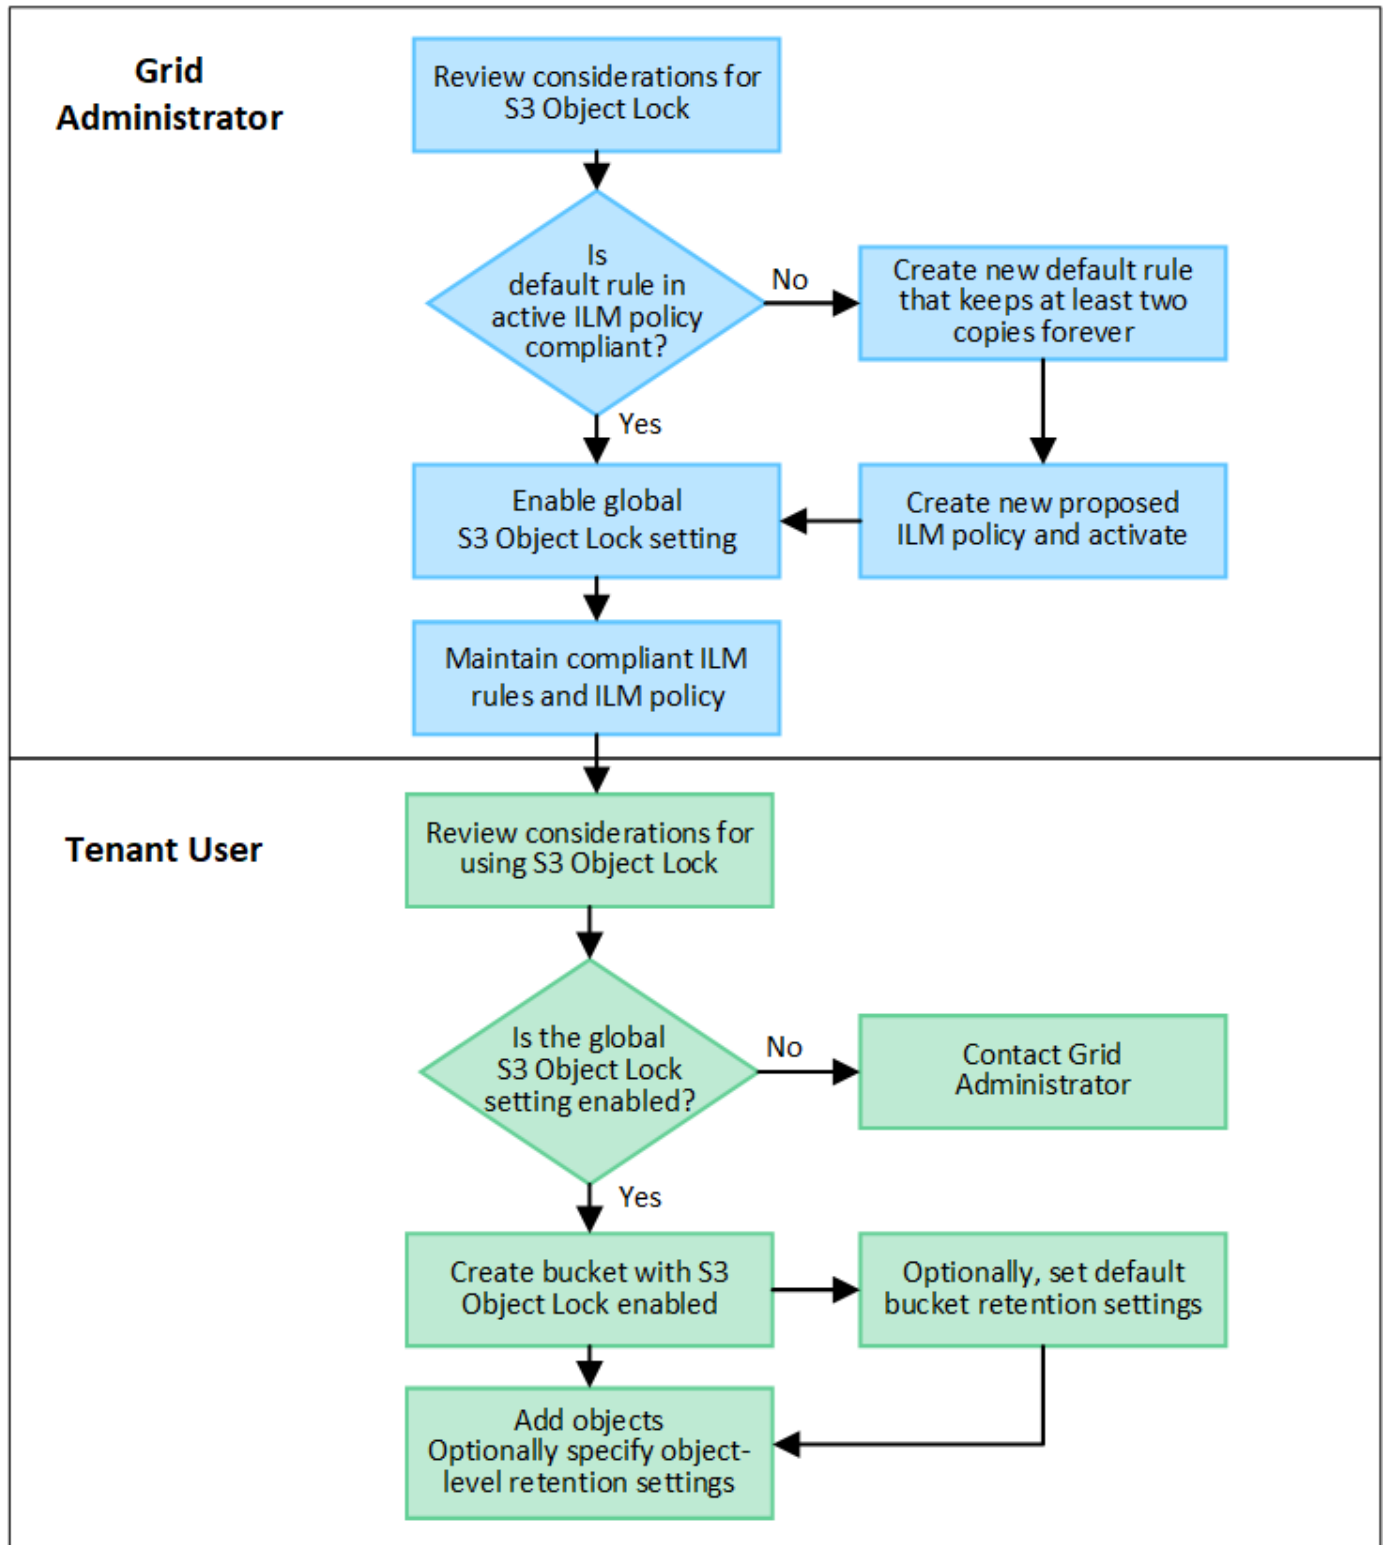 Grid
Administrator
Review considerations for
S3 Object Lock
Is
default rule in
active ILM policy
compliant?
No
Create new default rule
that keeps at least two
copies forever
Yes
Enable global
S3 Object Lock setting
Create new proposed
ILM policy and activate
Maintain compliant ILM
rules and ILM policy
Tenant User
Review considerations for
using S3 Object Lock
Is the global
S3 Object Lock
setting enabled?
No
Contact Grid
Administrator
Yes
Create bucket with S3
Object Lock enabled
Optionally, set default
bucket retention settings
Add objects
Optionally specify object-
level retention settings